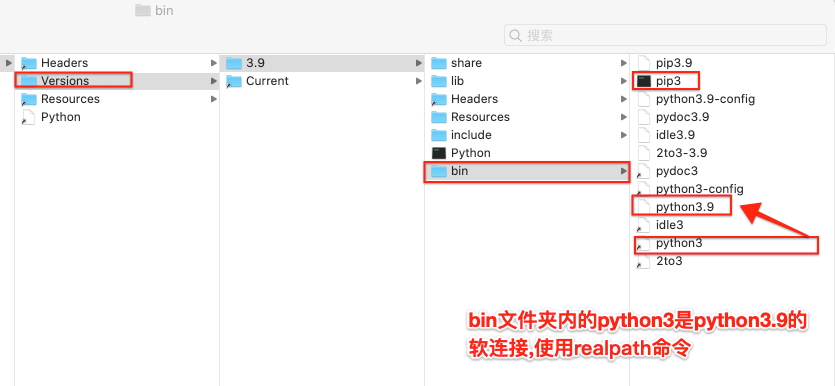 bin
搜索
Headers
Versions
Resources
Python
3.9
Current
share
lib
Headers
Resources
include
Python
bin
pip3.9
pip3
python3.9-config
pydoc3.9
idle3.9
2to3-3.9
pydoc3
python3-config
python3.9
idle3
python3
2to3
bin文件夹内的python3是python3.9的
软连接,使用realpath命令